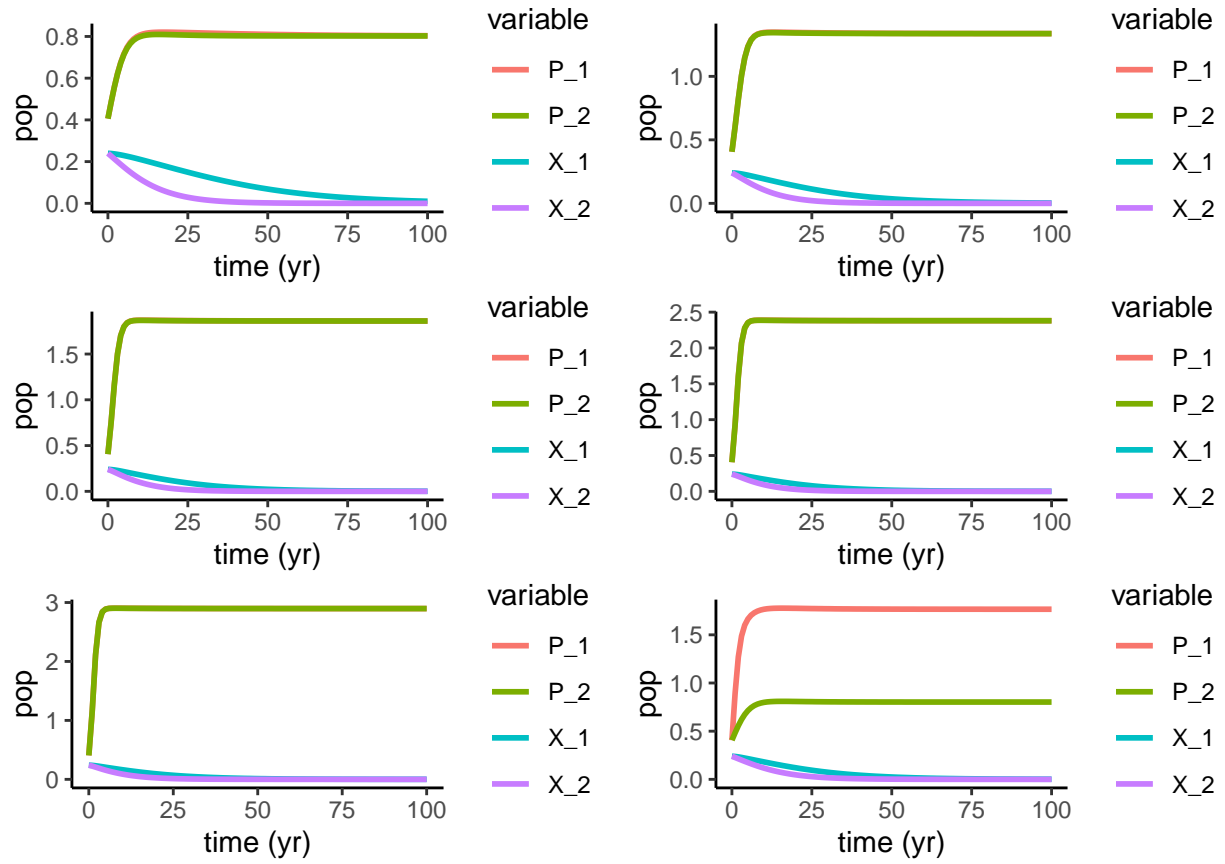 pop
0.8
0.6
0.4
0.2
0.0
0 25 50 75 100
time (yr)
variable
P_1
P_2
X_1
X_2
pop
1.0
0.5
0.0
0 25 50 75 100
time (yr)
variable
P_1
P_2
X_1
X_2
pop
1.5
1.0
0.5
0.0
0 25 50 75 100
time (yr)
variable
P_1
P_2
X_1
X_2
pop
2.5
2.0
1.5
1.0
0.5
0.0
0 25 50 75 100
time (yr)
variable
P_1
P_2
X_1
X_2
pop
3
2
1
0
0 25 50 75 100
time (yr)
variable
P_1
P_2
X_1
X_2
pop
1.5
1.0
0.5
0.0
0 25 50 75 100
time (yr)
variable
P_1
P_2
X_1
X_2